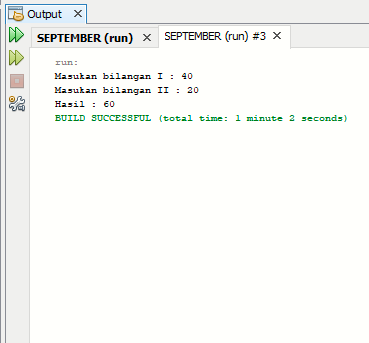 Output
SEPTEMBER (run)
SEPTEMBER (run) #3
run:
Masukan bilangan I : 40
Masukan bilangan II : 20
Hasil : 60
BUILD SUCCESSFUL (total time: 1 minute 2 seconds)